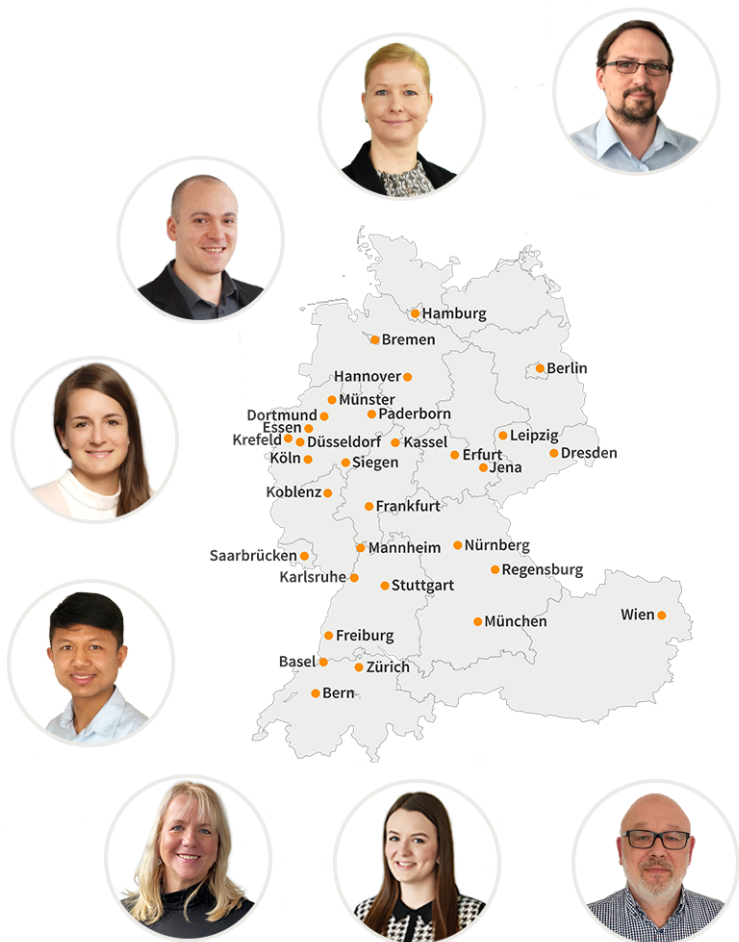 Hamburg
Bremen
Berlin
Hannover
Münster
Dortmund
Paderborn
Essen
Krefeld
Düsseldorf
Kassel
Leipzig
Köln
Siegen
Erfurt
Dresden
Jena
Koblenz
Frankfurt
Mannheim
Nürnberg
Saarbrücken
Regensburg
Karlsruhe
Stuttgart
Wien
München
Freiburg
Basel
Zürich
Bern